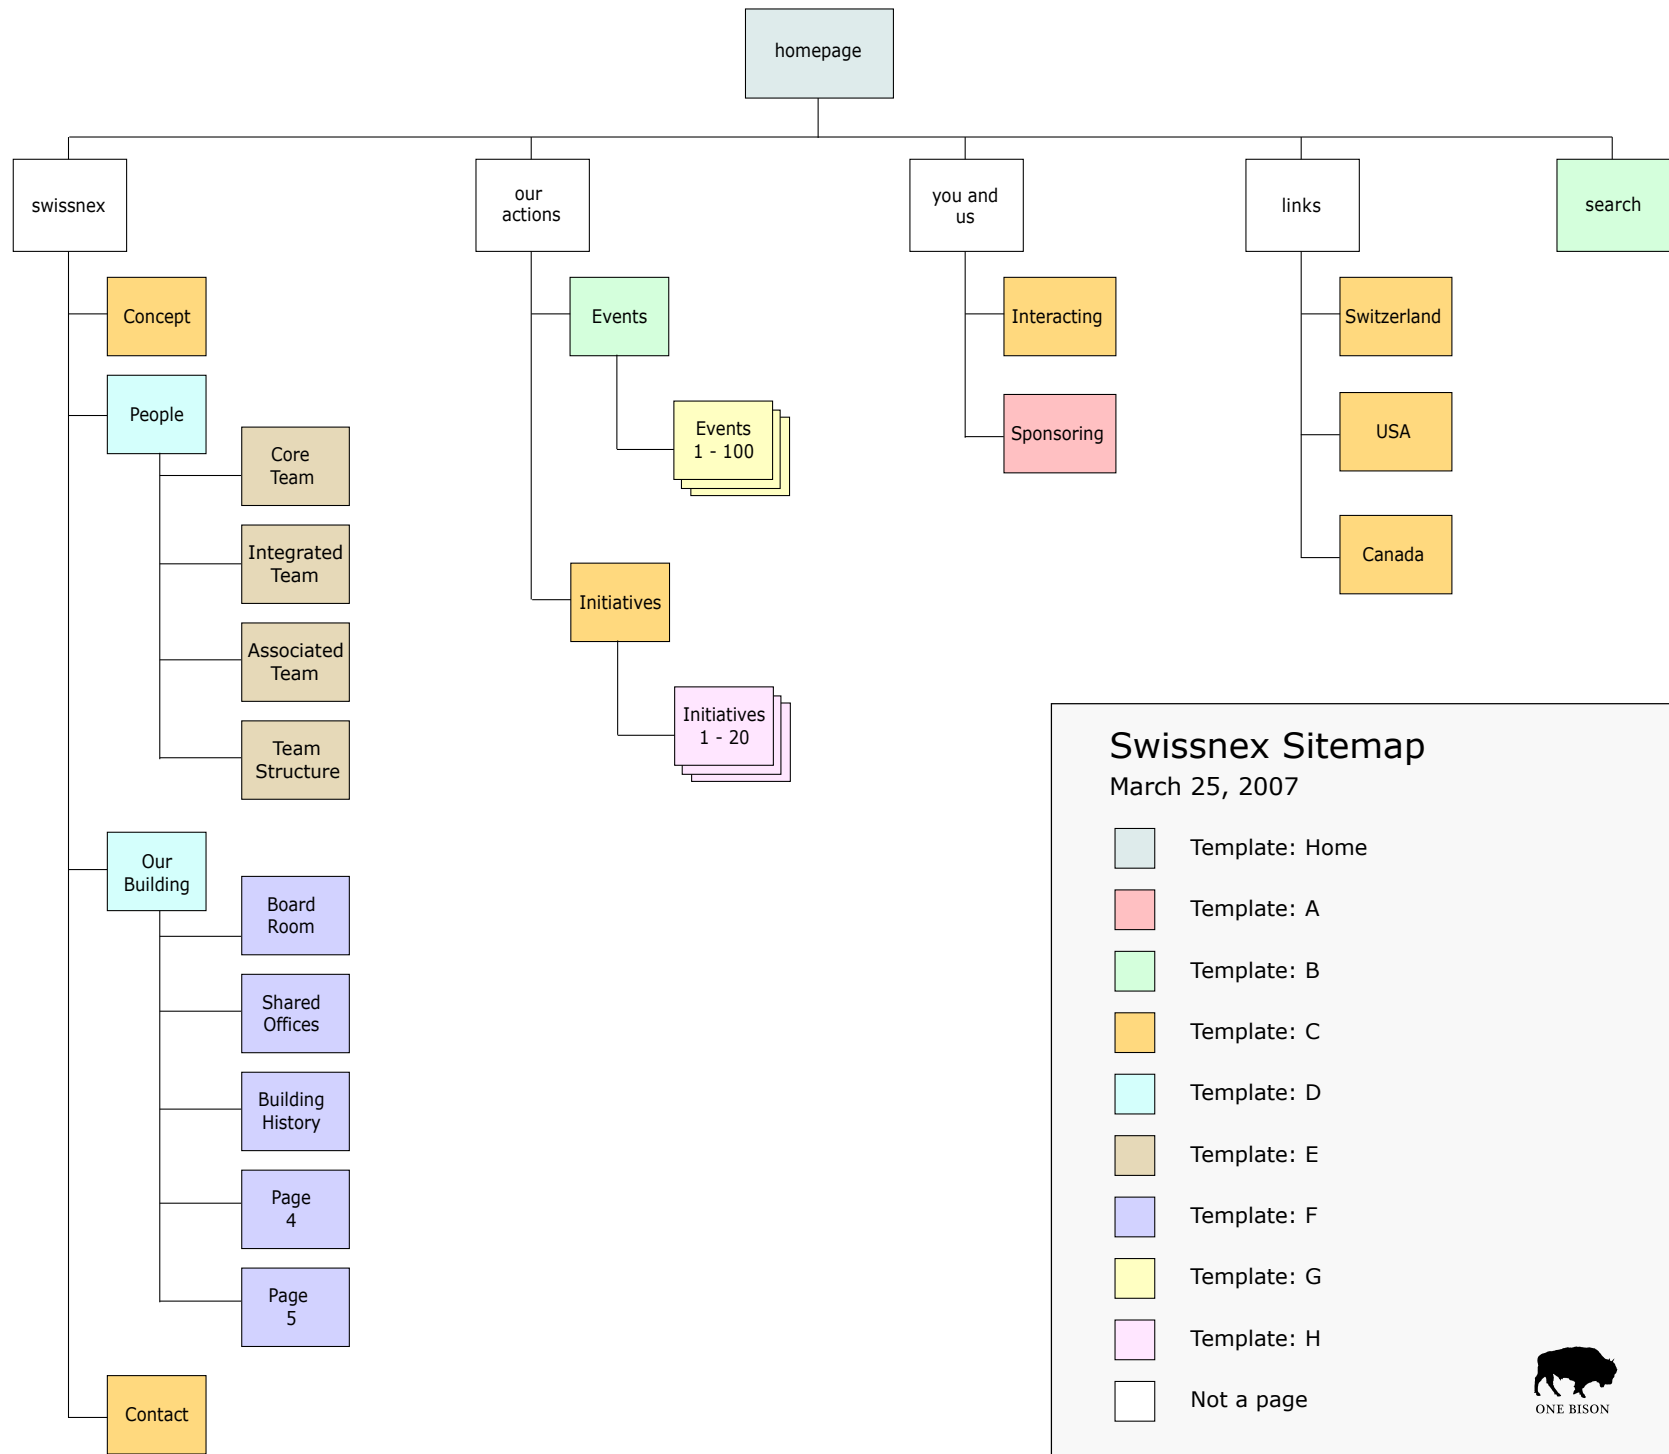 homepage
swissnex
our
actions
you and
us
links
search
Concept
People
Core
Team
Integrated
Team
Associated
Team
Team
Structure
Our
Building
Board
Room
Shared
Offices
Building
History
Page
4
Page
5
Contact
Events
Events
1 - 100
Initiatives
Initiatives
1 - 20
Interacting
Sponsoring
Switzerland
USA
Canada
Swissnex Sitemap
March 25, 2007
Template: Home
Template: A
Template: B
Template: C
Template: D
Template: E
Template: F
Template: G
Template: H
Not a page
ONE BISON